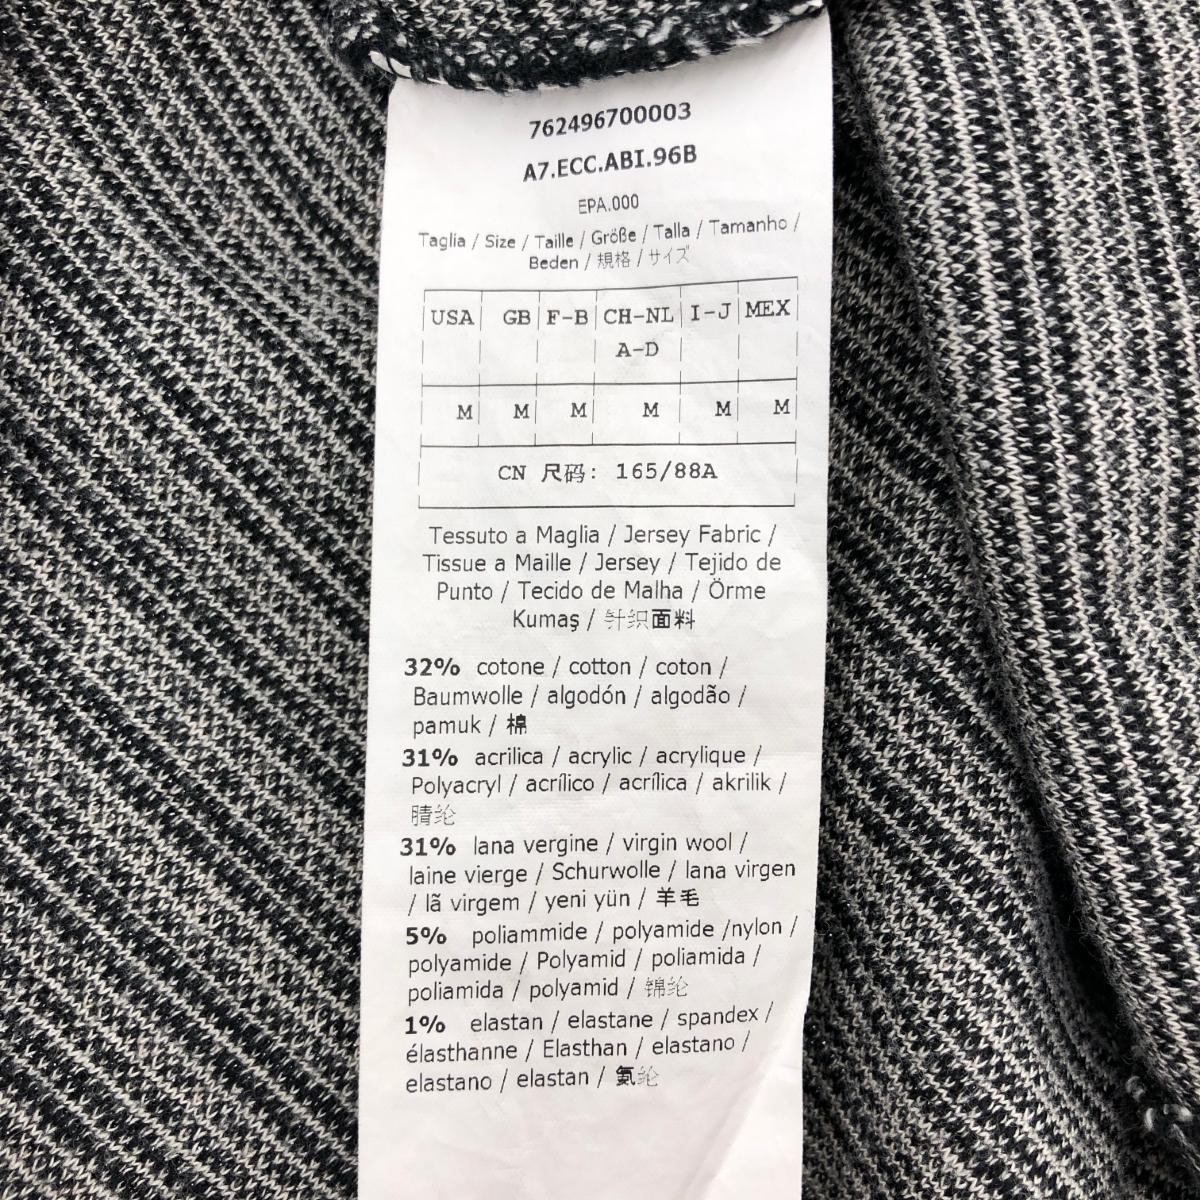 762496700003
A7.ECC.ABI.96B
EPA.000
Taglia / Size / Taille / Größe / Talla / Tamanho /
Beden / 規格 / サイズ
USA GB F-B CH-NL I-J MEX
A-D
M M M M M M
CN 尺码: 165/88A
Tessuto a Maglia / Jersey Fabric /
Tissue a Maille / Jersey / Tejido de
Punto / Tecido de Malha / Örme
Kumaş / 针织面料
32% cotone / cotton / coton /
Baumwolle / algodón / algodão /
pamuk / 棉
31% acrilica / acrylic / acrylique /
Polyacryl / acrílico / acrílica / akrilik /
腈纶
31% lana vergine / virgin wool /
laine vierge / Schurwolle / lana virgen
/ lã virgem / yeni yün / 羊毛
5% poliammide / polyamide /nylon /
polyamide / Polyamid / poliamida /
poliamida / polyamid / 锦纶
1% elastan / elastane / spandex /
élasthanne / Elasthan / elastano /
elastano / elastan / 氨纶